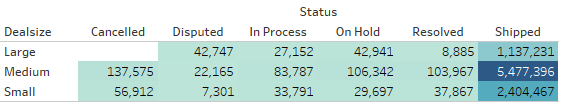 Status
Dealsize Cancelled Disputed In Process On Hold Resolved Shipped
Large 42,747 27,152 42,941 8,885 1,137,231
Medium 137,575 22,165 83,787 106,342 103,967 5,477,396
Small 56,912 7,301 33,791 29,697 37,867 2,404,467